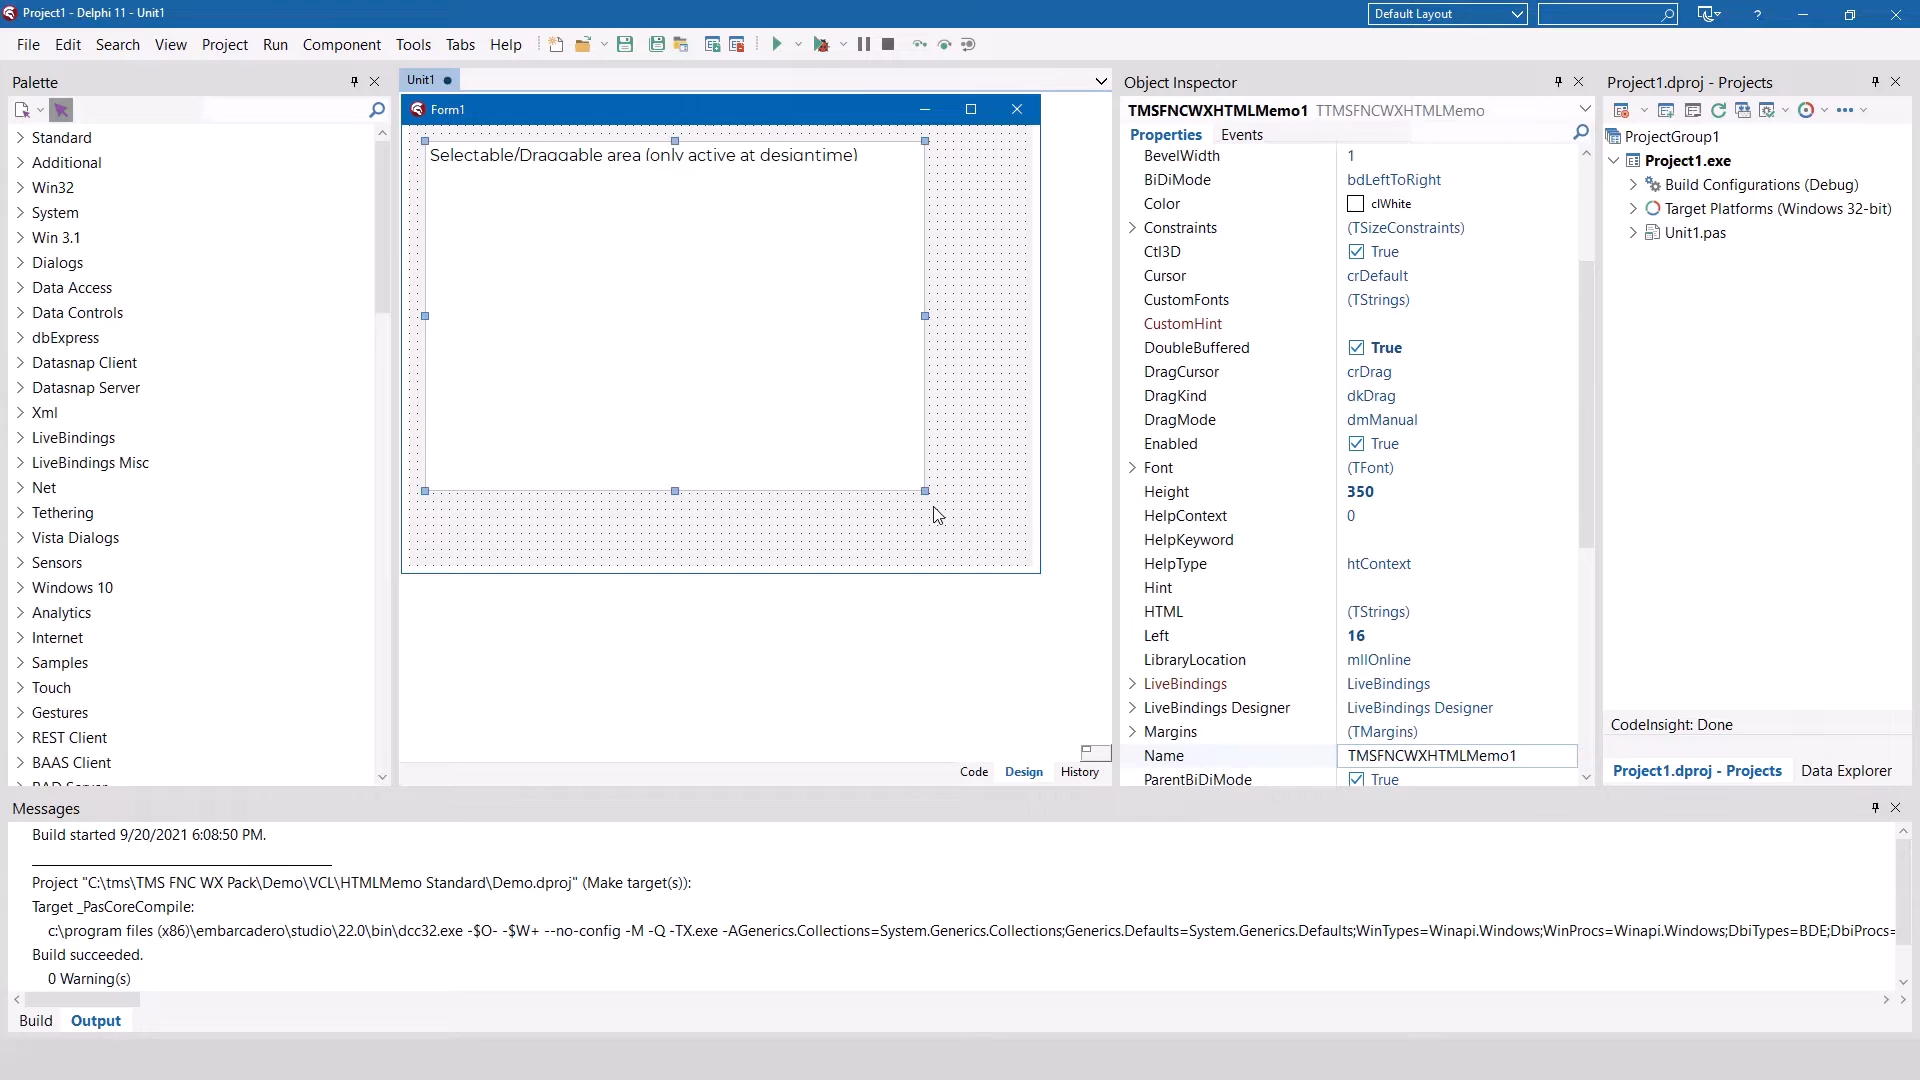 Project1 - Delphi 11 - Unit1
Default Layout
File Edit Search View Project Run Component Tools Tabs Help
Palette
Standard
Additional
Win32
System
Win 3.1
Dialogs
Data Access
Data Controls
dbExpress
Datasnap Client
Datasnap Server
Xml
LiveBindings
LiveBindings Misc
Net
Tethering
Vista Dialogs
Sensors
Windows 10
Analytics
Internet
Samples
Touch
Gestures
REST Client
BAAS Client
Unit1
Form1
Selectable/Draggable area (only active at designtime)
Code Design History
Object Inspector
TMSFNCWXHTMLMemo1 TTMSFNCWXHTMLMemo
Properties Events
BevelWidth 1
BiDiMode bdLeftToRight
Color clWhite
Constraints (TSizeConstraints)
Ctl3D True
Cursor crDefault
CustomFonts (TStrings)
CustomHint
DoubleBuffered True
DragCursor crDrag
DragKind dkDrag
DragMode dmManual
Enabled True
Font (TFont)
Height 350
HelpContext 0
HelpKeyword
HelpType htContext
Hint
HTML (TStrings)
Left 16
LibraryLocation mllOnline
LiveBindings LiveBindings
LiveBindings Designer LiveBindings Designer
Margins (TMargins)
Name TMSFNCWXHTMLMemo1
ParentBiDiMode True
Project1.dproj - Projects
ProjectGroup1
Project1.exe
Build Configurations (Debug)
Target Platforms (Windows 32-bit)
Unit1.pas
CodeInsight: Done
Project1.dproj - Projects Data Explorer
Messages
Build started 9/20/2021 6:08:50 PM.
Project "C:\tms\TMS FNC WX Pack\Demo\VCL\HTMLMemo Standard\Demo.dproj" (Make target(s)):
Target _PasCoreCompile:
c:\program files (x86)\embarcadero\studio\22.0\bin\dcc32.exe -$O- -$W+ --no-config -M -Q -TX.exe -AGenerics.Collections=System.Generics.Collections;Generics.Defaults=System.Generics.Defaults;WinTypes=Winapi.Windows;WinProcs=Winapi.Windows;DbiTypes=BDE;DbiProcs=
Build succeeded.
0 Warning(s)
Build Output